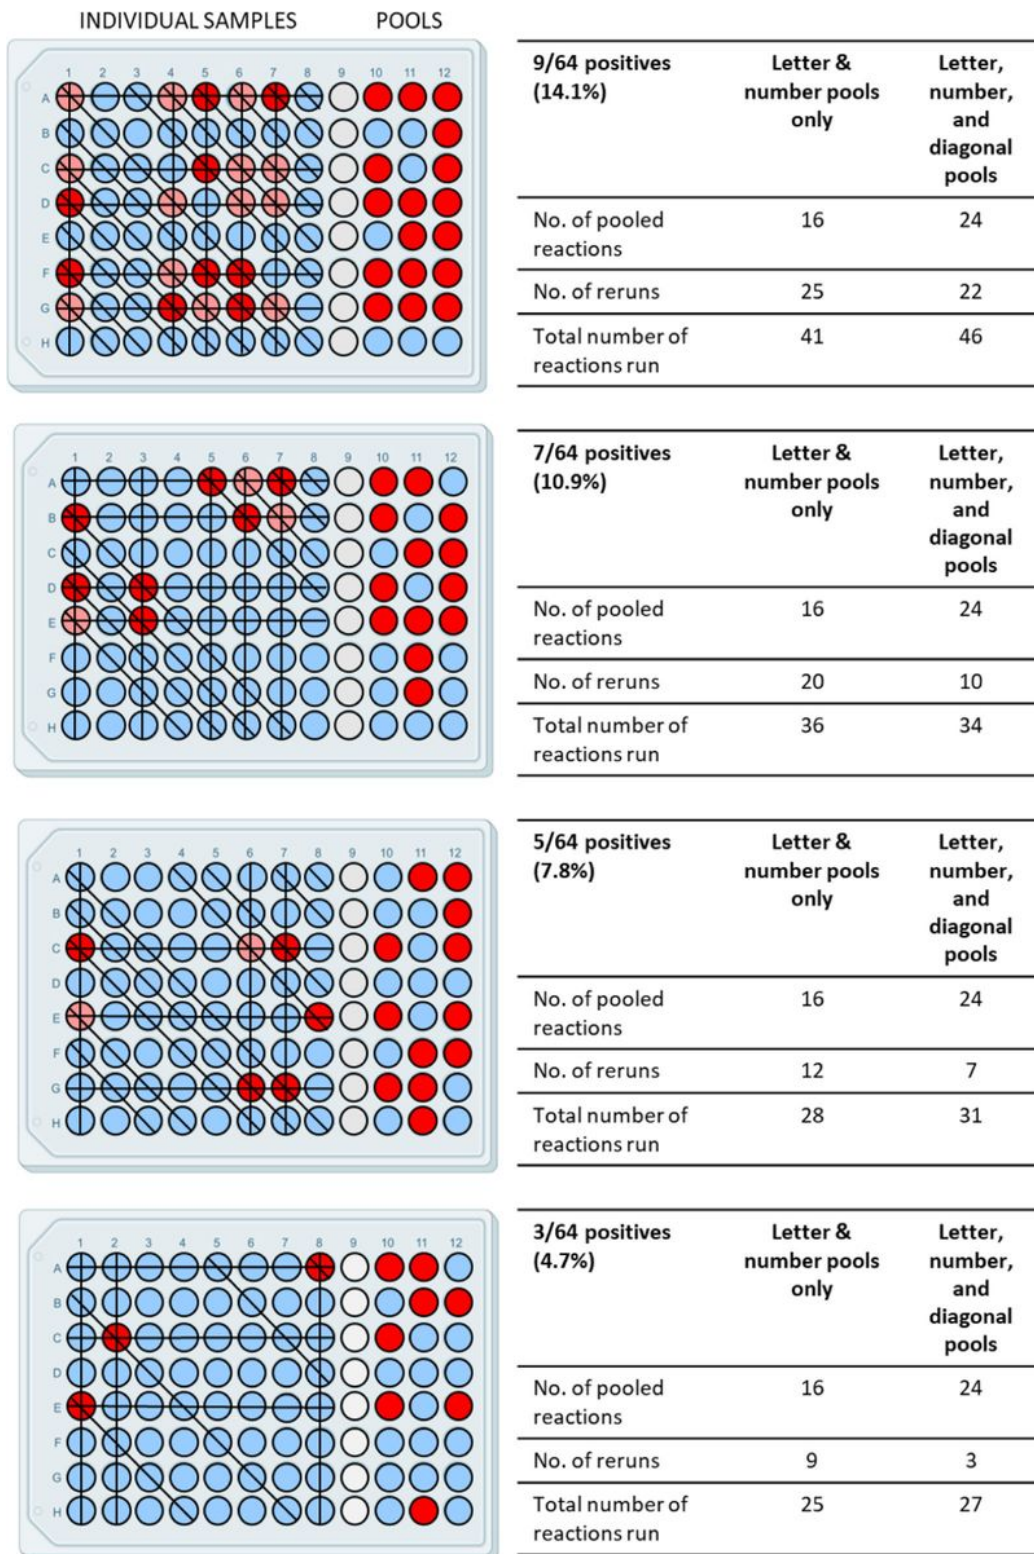 INDIVIDUAL SAMPLES POOLS
1 2 3 4 5 6 7 8 9 10 11 12
A
B
C
D
E
F
G
H
9/64 positives
(14.1%)
Letter &
number pools
only
Letter,
number,
and
diagonal
pools
No. of pooled
reactions
16 24
No. of reruns 25 22
Total number of
reactions run
41 46
1 2 3 4 5 6 7 8 9 10 11 12
A
B
C
D
E
F
G
H
7/64 positives
(10.9%)
Letter &
number pools
only
Letter,
number,
and
diagonal
pools
No. of pooled
reactions
16 24
No. of reruns 20 10
Total number of
reactions run
36 34
1 2 3 4 5 6 7 8 9 10 11 12
A
B
C
D
E
F
G
H
5/64 positives
(7.8%)
Letter &
number pools
only
Letter,
number,
and
diagonal
pools
No. of pooled
reactions
16 24
No. of reruns 12 7
Total number of
reactions run
28 31
1 2 3 4 5 6 7 8 9 10 11 12
A
B
C
D
E
F
G
H
3/64 positives
(4.7%)
Letter &
number pools
only
Letter,
number,
and
diagonal
pools
No. of pooled
reactions
16 24
No. of reruns 9 3
Total number of
reactions run
25 27